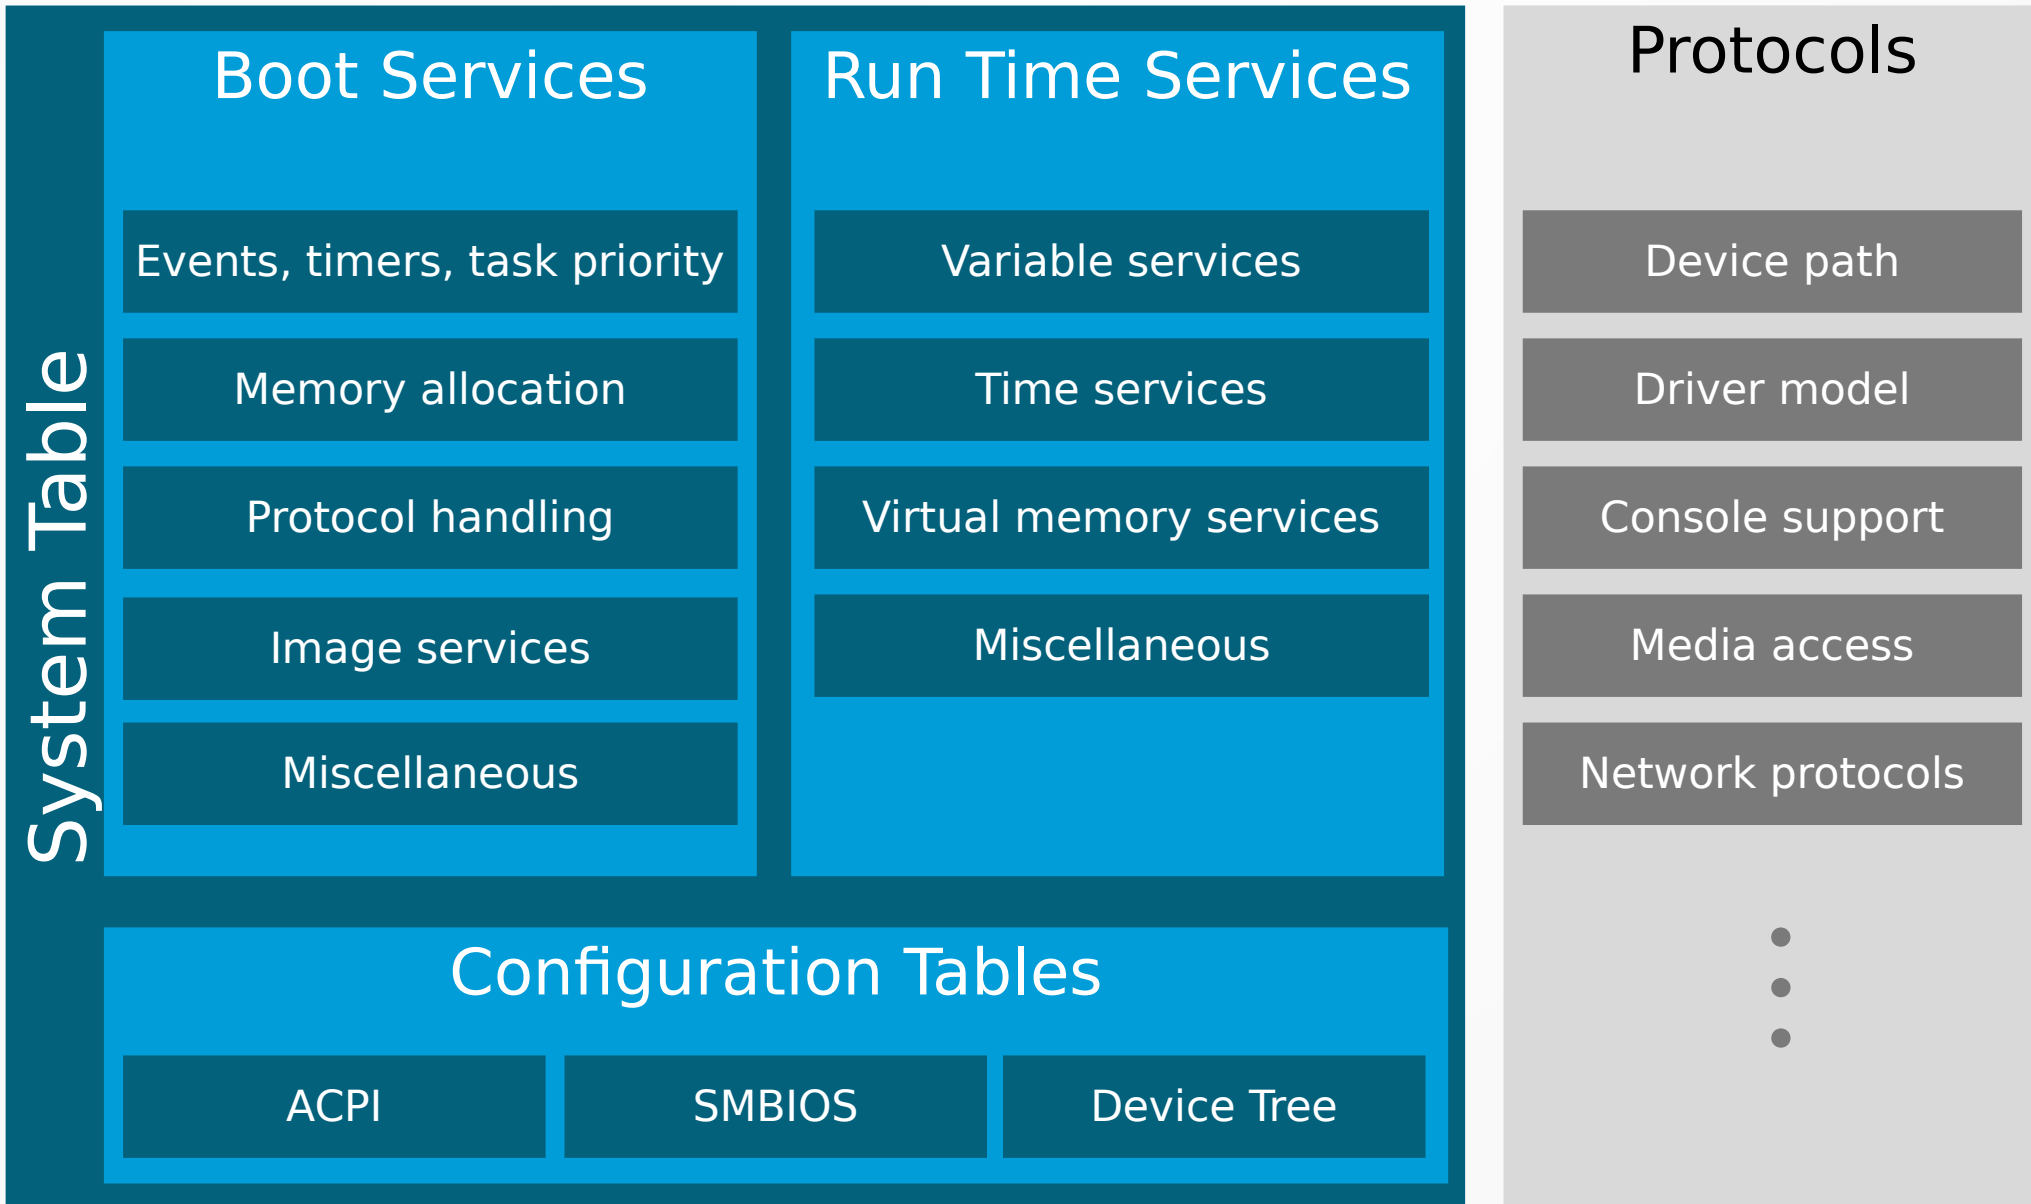 System Table
Boot Services
Events, timers, task priority
Memory allocation
Protocol handling
Image services
Miscellaneous
Run Time Services
Variable services
Time services
Virtual memory services
Miscellaneous
Configuration Tables
ACPI
SMBIOS
Device Tree
Protocols
Device path
Driver model
Console support
Media access
Network protocols